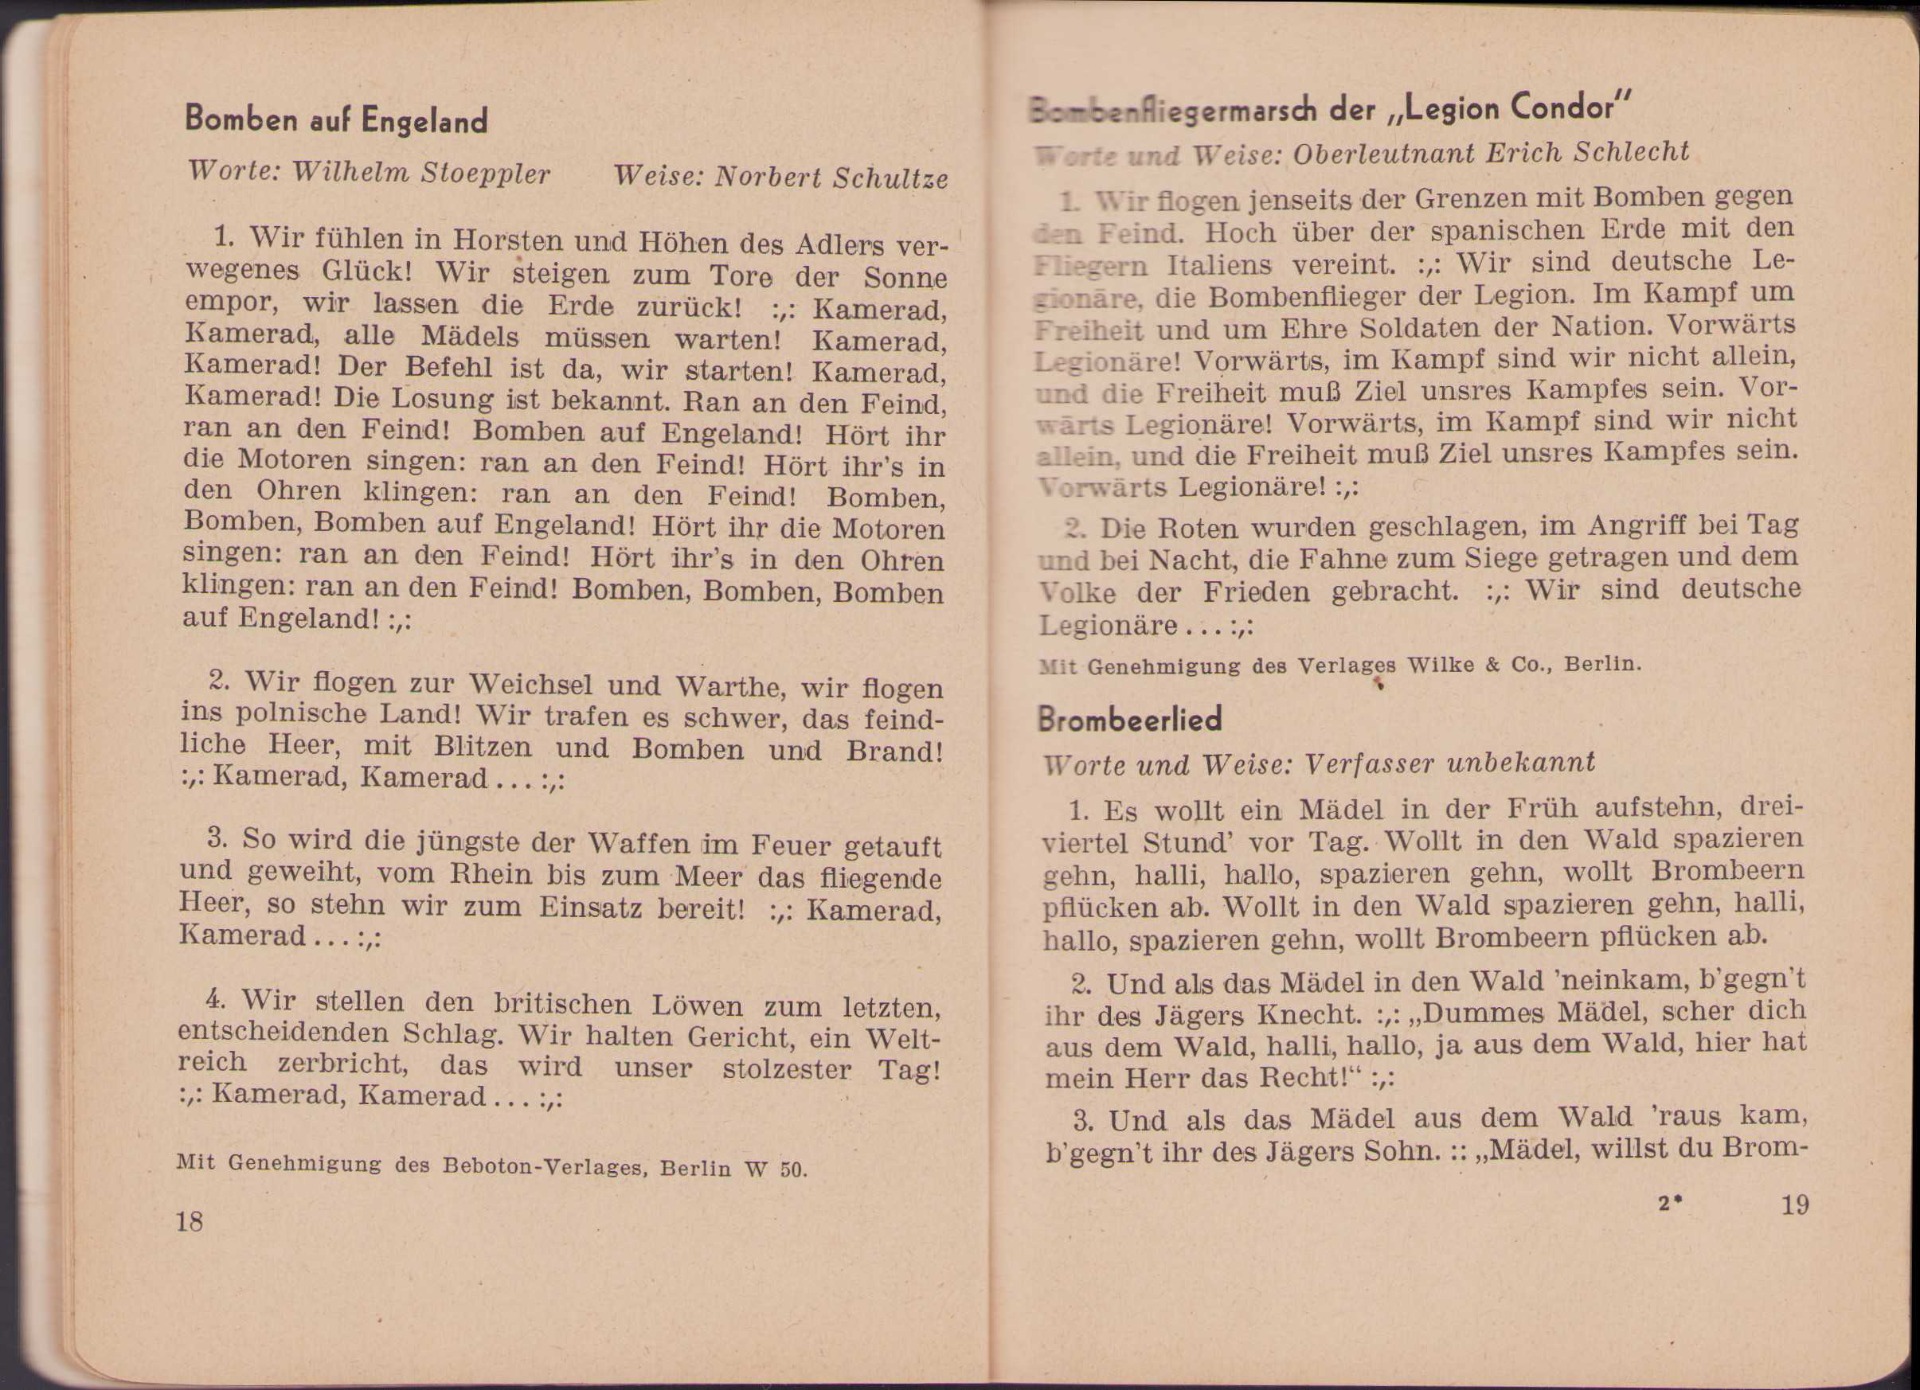 Bomben auf Engeland
Worte: Wilhelm Stoeppler Weise: Norbert Schultze
1. Wir fühlen in Horsten und Höhen des Adlers ver-
wegenes Glück! Wir steigen zum Tore der Sonne
empor, wir lassen die Erde zurück! :,: Kamerad,
Kamerad, alle Mädels müssen warten! Kamerad,
Kamerad! Der Befehl ist da, wir starten! Kamerad,
Kamerad! Die Losung ist bekannt. Ran an den Feind,
ran an den Feind! Bomben auf Engeland! Hört ihr
die Motoren singen: ran an den Feind! Hört ihr's in
den Ohren klingen: ran an den Feind! Bomben,
Bomben, Bomben auf Engeland! Hört ihr die Motoren
singen: ran an den Feind! Hört ihr's in den Ohren
klingen: ran an den Feind! Bomben, Bomben, Bomben
auf Engeland! :,:
2. Wir flogen zur Weichsel und Warthe, wir flogen
ins polnische Land! Wir trafen es schwer, das feind-
liche Heer, mit Blitzen und Bomben und Brand!
:,: Kamerad, Kamerad ... :,:
3. So wird die jüngste der Waffen im Feuer getauft
und geweiht, vom Rhein bis zum Meer das fliegende
Heer, so stehn wir zum Einsatz bereit! :,: Kamerad,
Kamerad ... :,:
4. Wir stellen den britischen Löwen zum letzten,
entscheidenden Schlag. Wir halten Gericht, ein Welt-
reich zerbricht, das wird unser stolzester Tag!
:,: Kamerad, Kamerad ... :,:
Mit Genehmigung des Beboton-Verlages, Berlin W 50.
18
Bombenfliegermarsch der „Legion Condor"
Worte und Weise: Oberleutnant Erich Schlecht
1. Wir flogen jenseits der Grenzen mit Bomben gegen
den Feind. Hoch über der spanischen Erde mit den
Fliegern Italiens vereint. :,: Wir sind deutsche Le-
gionäre, die Bombenflieger der Legion. Im Kampf um
Freiheit und um Ehre Soldaten der Nation. Vorwärts
Legionäre! Vorwärts, im Kampf sind wir nicht allein,
und die Freiheit muß Ziel unsres Kampfes sein. Vor-
wärts Legionäre! Vorwärts, im Kampf sind wir nicht
allein, und die Freiheit muß Ziel unsres Kampfes sein.
Vorwärts Legionäre! :,:
2. Die Roten wurden geschlagen, im Angriff bei Tag
und bei Nacht, die Fahne zum Siege getragen und dem
Volke der Frieden gebracht. :,: Wir sind deutsche
Legionäre ... :,:
Mit Genehmigung des Verlages Wilke & Co., Berlin.
Brombeerlied
Worte und Weise: Verfasser unbekannt
1. Es wollt ein Mädel in der Früh aufstehn, drei-
viertel Stund' vor Tag. Wollt in den Wald spazieren
gehn, halli, hallo, spazieren gehn, wollt Brombeern
pflücken ab. Wollt in den Wald spazieren gehn, halli,
hallo, spazieren gehn, wollt Brombeern pflücken ab.
2. Und als das Mädel in den Wald 'neinkam, b'gegn't
ihr des Jägers Knecht. :,: „Dummes Mädel, scher dich
aus dem Wald, halli, hallo, ja aus dem Wald, hier hat
mein Herr das Recht!“ :,:
3. Und als das Mädel aus dem Wald 'raus kam,
b'gegn't ihr des Jägers Sohn. :: „Mädel, willst du Brom-
2* 19